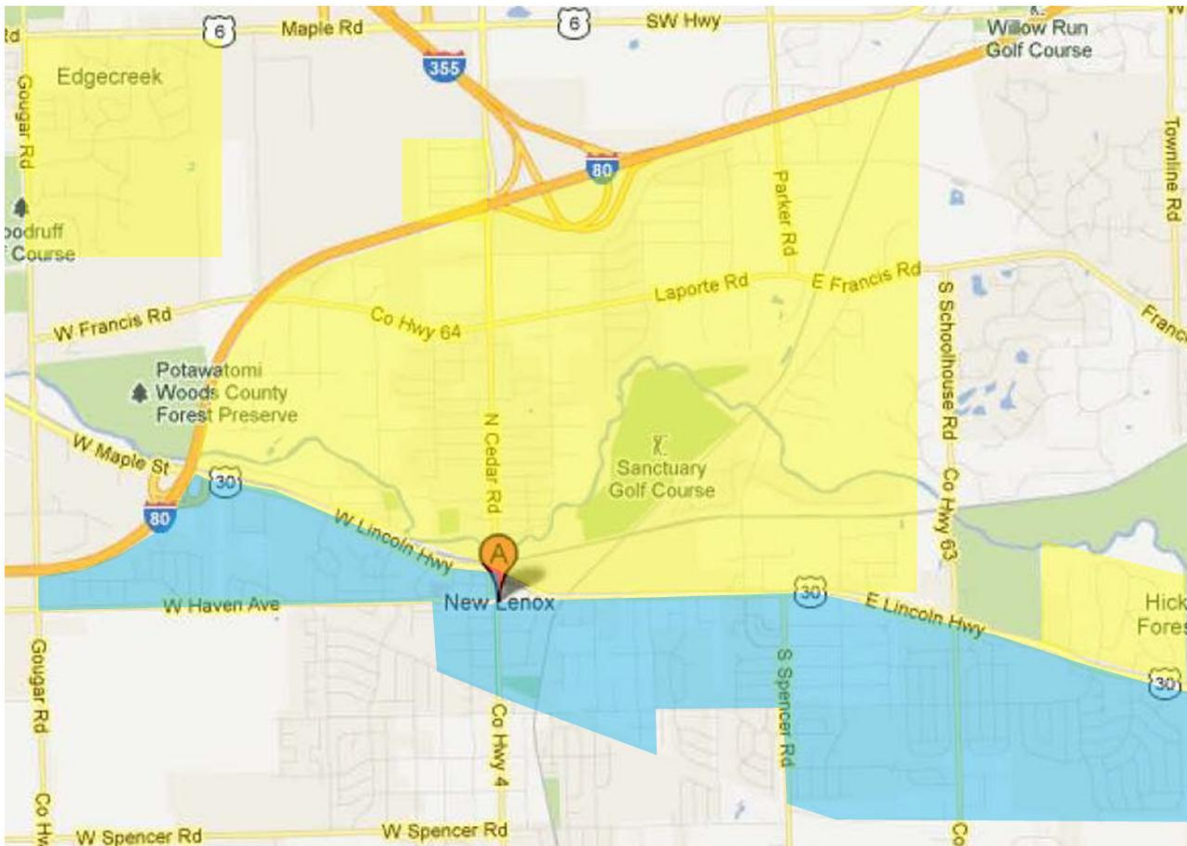 Rd
6
Maple Rd
6
SW Hwy
Willow Run
Golf Course
Edgecreek
355
Gougar Rd
80
Parker Rd
Townline Rd
Course
W Francis Rd
Co Hwy 64
Laporte Rd
E Francis Rd
Potawatomi
Woods County
Forest Preserve
N Cedar Rd
S Schoolhouse Rd
Sanctuary
Golf Course
W Maple St
30
80
W Lincoln Hwy
Co Hwy 63
A
New Lenox
W Haven Ave
30
E Lincoln Hwy
30
Gougar Rd
Co Hwy 4
S Spencer Rd
W Spencer Rd
W Spencer Rd
Co